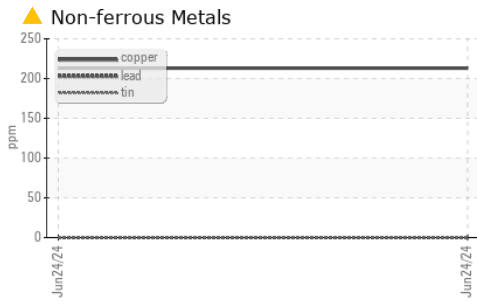 Non-ferrous Metals
250
200
150
100
50
0
ppm
copper
lead
tin
Jun24/24
Jun24/24